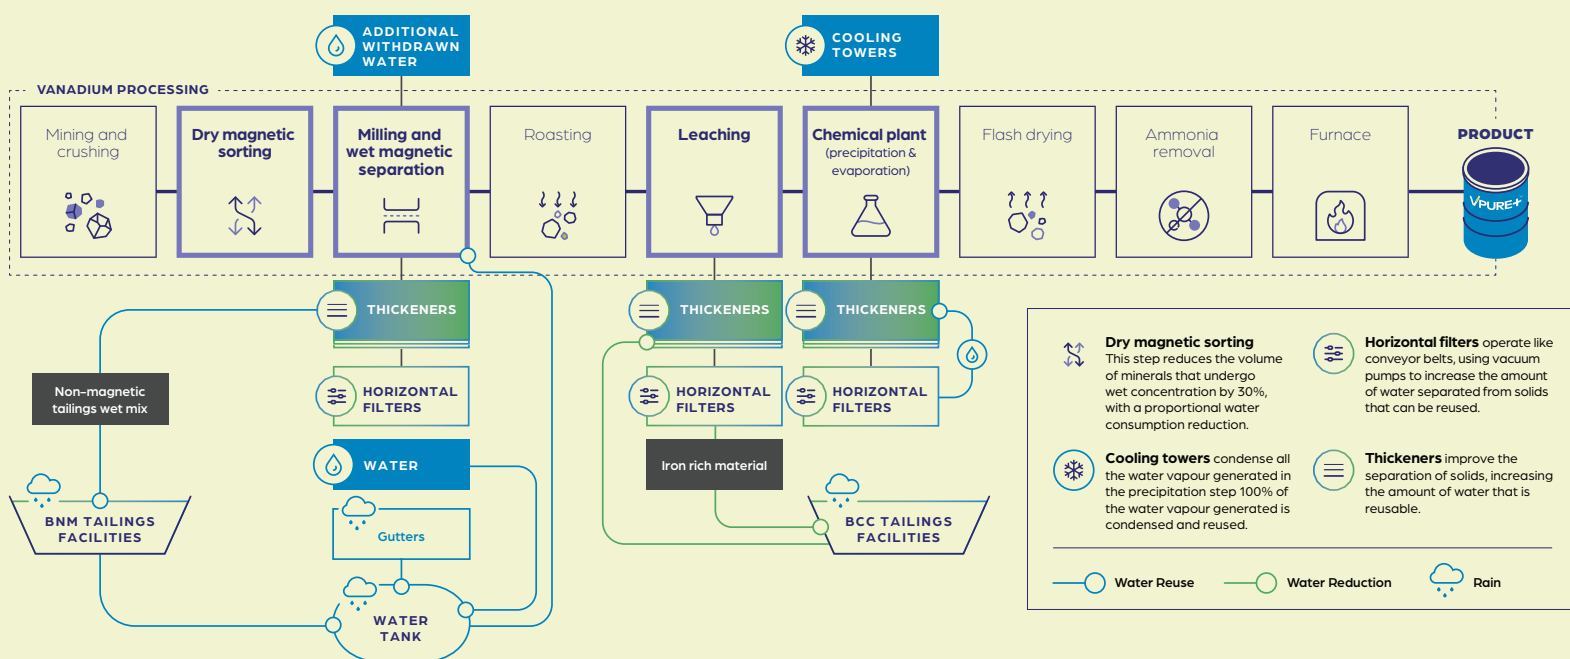 ADDITIONAL
WITHDRAWN
WATER
COOLING
TOWERS
VANADIUM PROCESSING
Mining and
crushing
Dry magnetic
sorting
Milling and
wet magnetic
separation
Roasting
Leaching
Chemical plant
(precipitation &
evaporation)
Flash drying
Ammonia
removal
Furnace
PRODUCT
VPURE+
THICKENERS
THICKENERS
THICKENERS
HORIZONTAL
FILTERS
HORIZONTAL
FILTERS
HORIZONTAL
FILTERS
Non-magnetic
tailings wet mix
WATER
Iron rich material
BNM TAILINGS
FACILITIES
Gutters
BCC TAILINGS
FACILITIES
WATER
TANK
Dry magnetic sorting
This step reduces the volume
of minerals that undergo
wet concentration by 30%,
with a proportional water
consumption reduction.
Horizontal filters operate like
conveyor belts, using vacuum
pumps to increase the amount
of water separated from solids
that can be reused.
Cooling towers condense all
the water vapour generated in
the precipitation step 100% of
the water vapour generated is
condensed and reused.
Thickeners improve the
separation of solids, increasing
the amount of water that is
reusable.
Water Reuse
Water Reduction
Rain